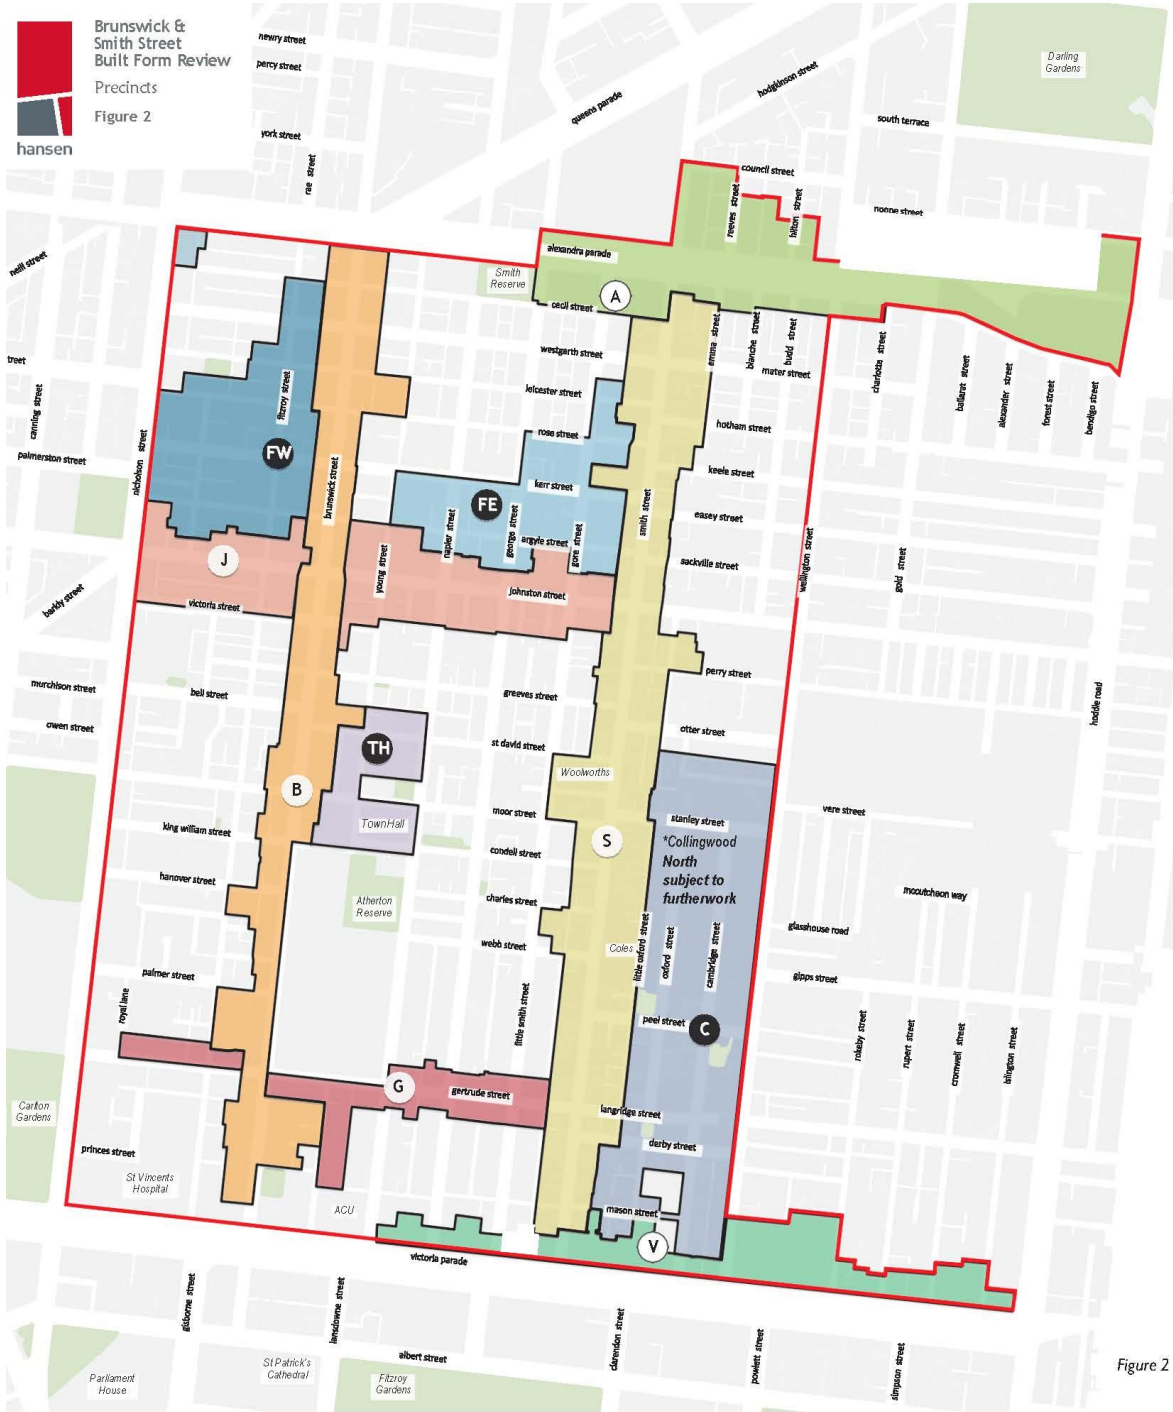 Brunswick &
Smith Street
Built Form Review
Precincts
Figure 2
hansen
newry street
percy street
york street
rae street
queens parade
hodgkinson street
Darling
Gardens
south terrace
council street
reeves street
hilton street
noone street
alexandra parade
neill street
Smith
Reserve
A
cecil street
westgarth street
emma street
blanche street
budd street
mater street
charlotte street
ballarat street
alexander street
forest street
bendigo street
treet
canning street
palmerston street
nicholson street
fitzroy street
FW
brunswick street
leicester street
rose street
kerr street
FE
napier street
george street
argyle street
gore street
smith street
hotham street
keele street
easey street
sackville street
wellington street
gold street
J
young street
johnston street
victoria street
barkly street
murchison street
owen street
bell street
greeves street
perry street
otter street
hoddle road
TH
st david street
Woolworths
B
moor street
Town Hall
king william street
condell street
S
stanley street
*Collingwood
North
subject to
furtherwork
vere street
hanover street
Atherton
Reserve
charles street
webb street
Coles
little oxford street
oxford street
cambridge street
mccutcheon way
glasshouse road
gipps street
palmer street
royal lane
little smith street
peel street
C
rokeby street
rupert street
cromwell street
islington street
G
gertrude street
langridge street
derby street
Carlton
Gardens
princes street
St Vincents
Hospital
ACU
mason street
V
victoria parade
gisborne street
lansdowne street
clarendon street
powlett street
simpson street
albert street
St Patrick's
Cathedral
Parliament
House
Fitzroy
Gardens
Figure 2